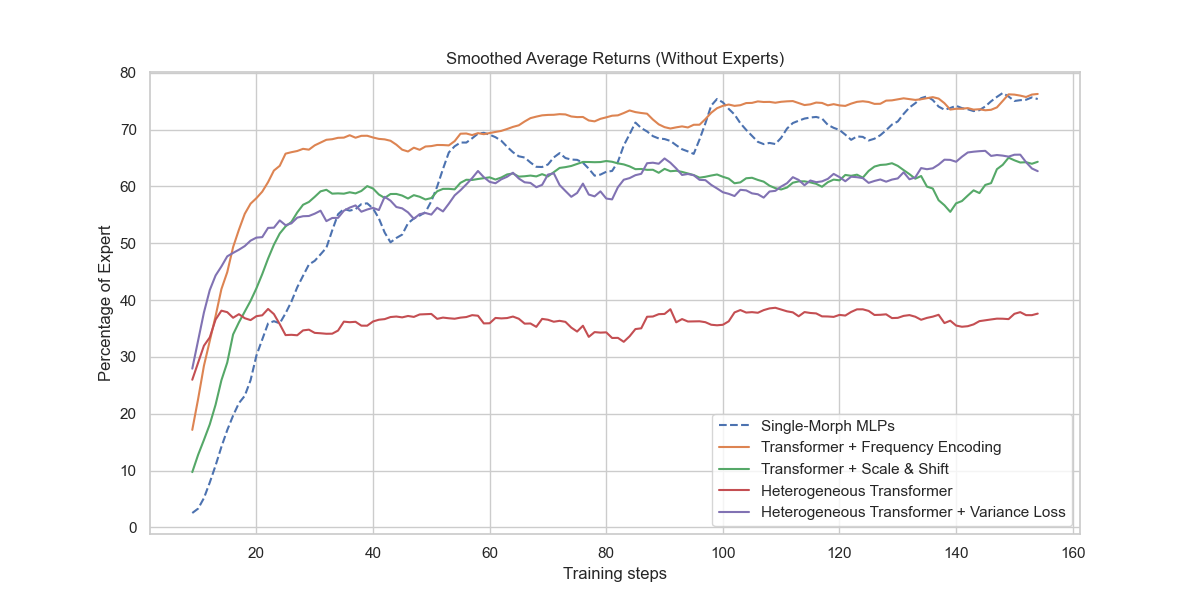 Smoothed Average Returns (Without Experts)
80
70
60
50
40
30
20
10
0
Percentage of Expert
Single-Morph MLPs
Transformer + Frequency Encoding
Transformer + Scale & Shift
Heterogeneous Transformer
Heterogeneous Transformer + Variance Loss
20 40 60 80 100 120 140 160
Training steps